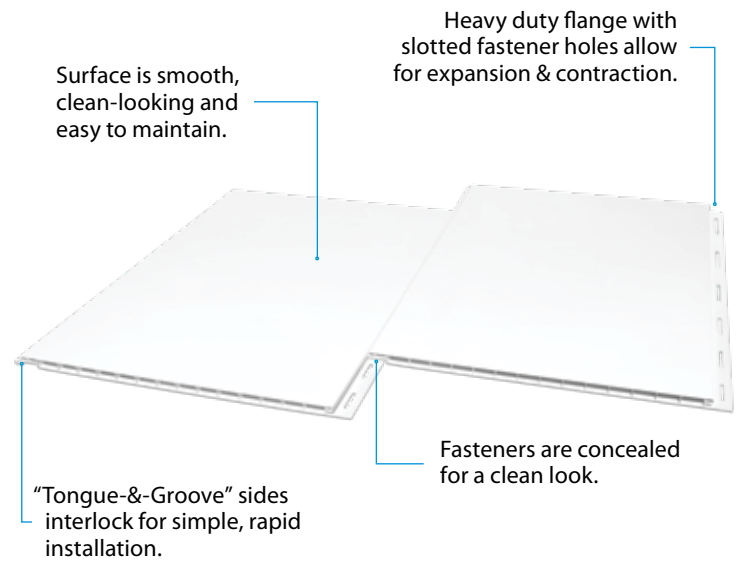 Heavy duty flange with
slotted fastener holes allow
for expansion & contraction.
Surface is smooth,
clean-looking and
easy to maintain.
Fasteners are concealed
for a clean look.
“Tongue-&-Groove” sides
interlock for simple, rapid
installation.